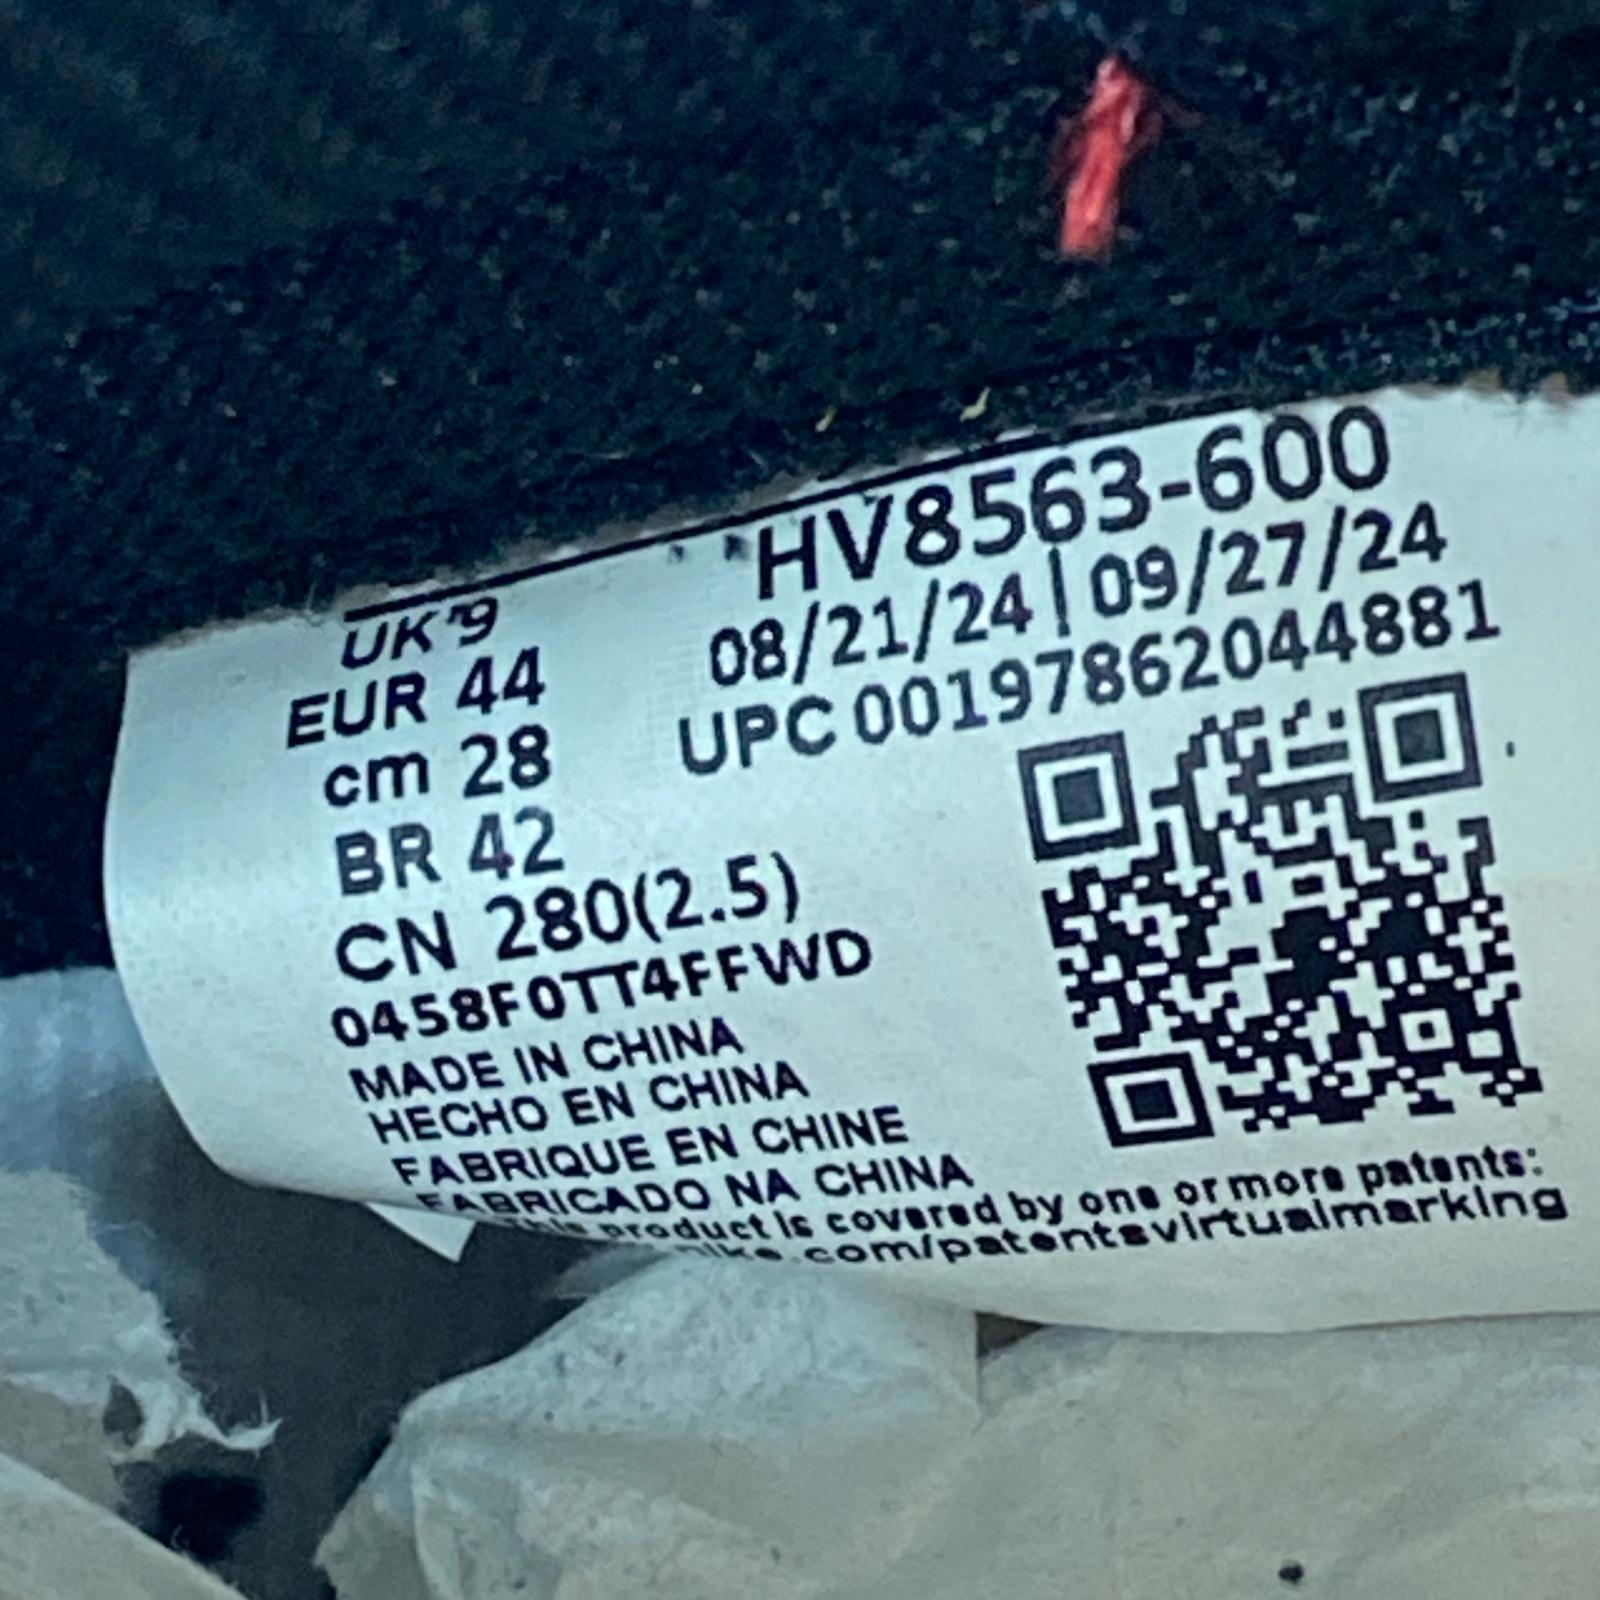 HV8563-600
08/21/24 | 09/27/24
UPC 00197862044881
UK 9
EUR 44
cm 28
BR 42
CN 280(2.5)
0458F0TT4FFWD
MADE IN CHINA
HECHO EN CHINA
FABRIQUE EN CHINE
FABRICADO NA CHINA
This product is covered by one or more patents:
nike.com/patentsvirtualmarking